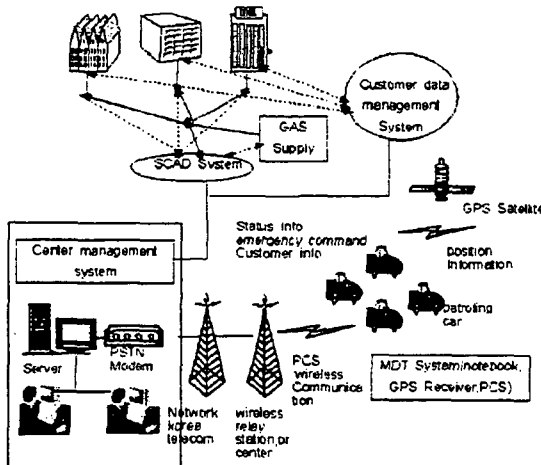 Customer data
management
System
GAS
Supply
SCAD System
GPS Satellite
Status info
emergency command
Customer info
position
Information
Center management
system
patroling
car
PSTN
Modem
Server
PCS
wireless
Communica
tion
MDT System(notebook,
GPS Receiver,PCS)
Network
korea
telecom
wireless
relay
station,or
center